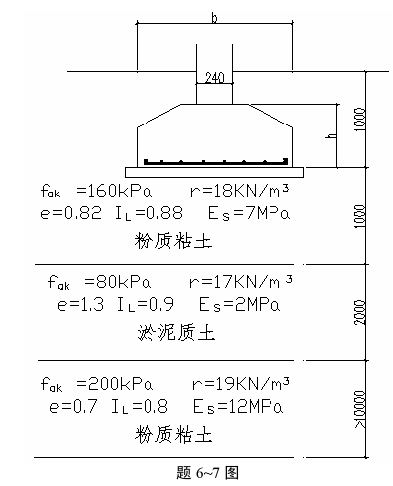 b
240
1000
h
fak =160kPa r=18KN/m³
e=0.82 IL=0.88 ES=7MPa
粉质粘土
1000
fak =80kPa r=17KN/m³
e=1.3 IL=0.9 ES=2MPa
淤泥质土
2000
fak =200kPa r=19KN/m³
e=0.7 IL=0.8 ES=12MPa
粉质粘土
>10000
题 6~7 图